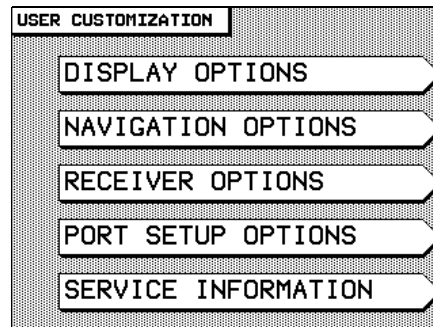 USER CUSTOMIZATION
DISPLAY OPTIONS
NAVIGATION OPTIONS
RECEIVER OPTIONS
PORT SETUP OPTIONS
SERVICE INFORMATION